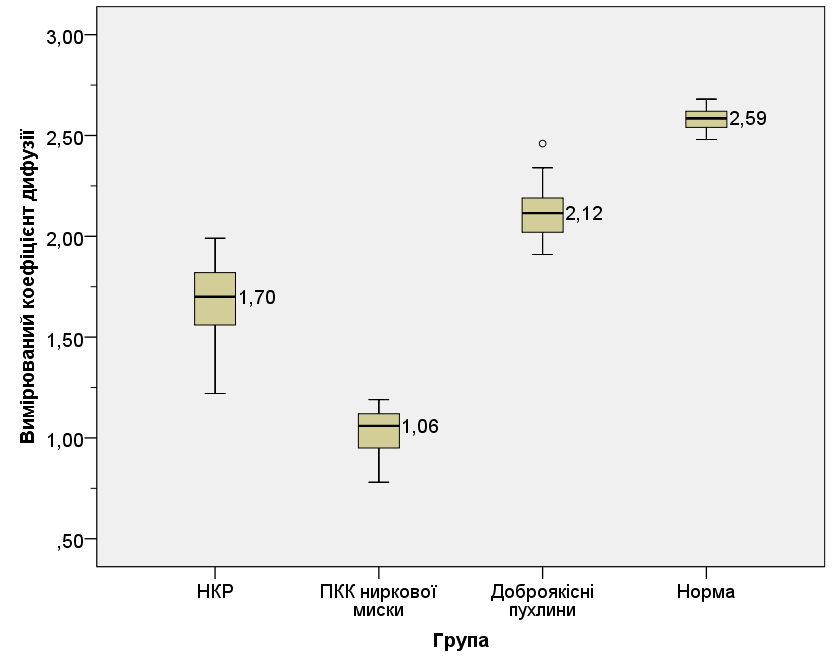 3,00
2,50
2,00
1,50
1,00
,50
Вимірюваний коефіцієнт дифузії
1,70
1,06
2,12
2,59
НКР
ПКК ниркової
миски
Доброякісні
пухлини
Норма
Група